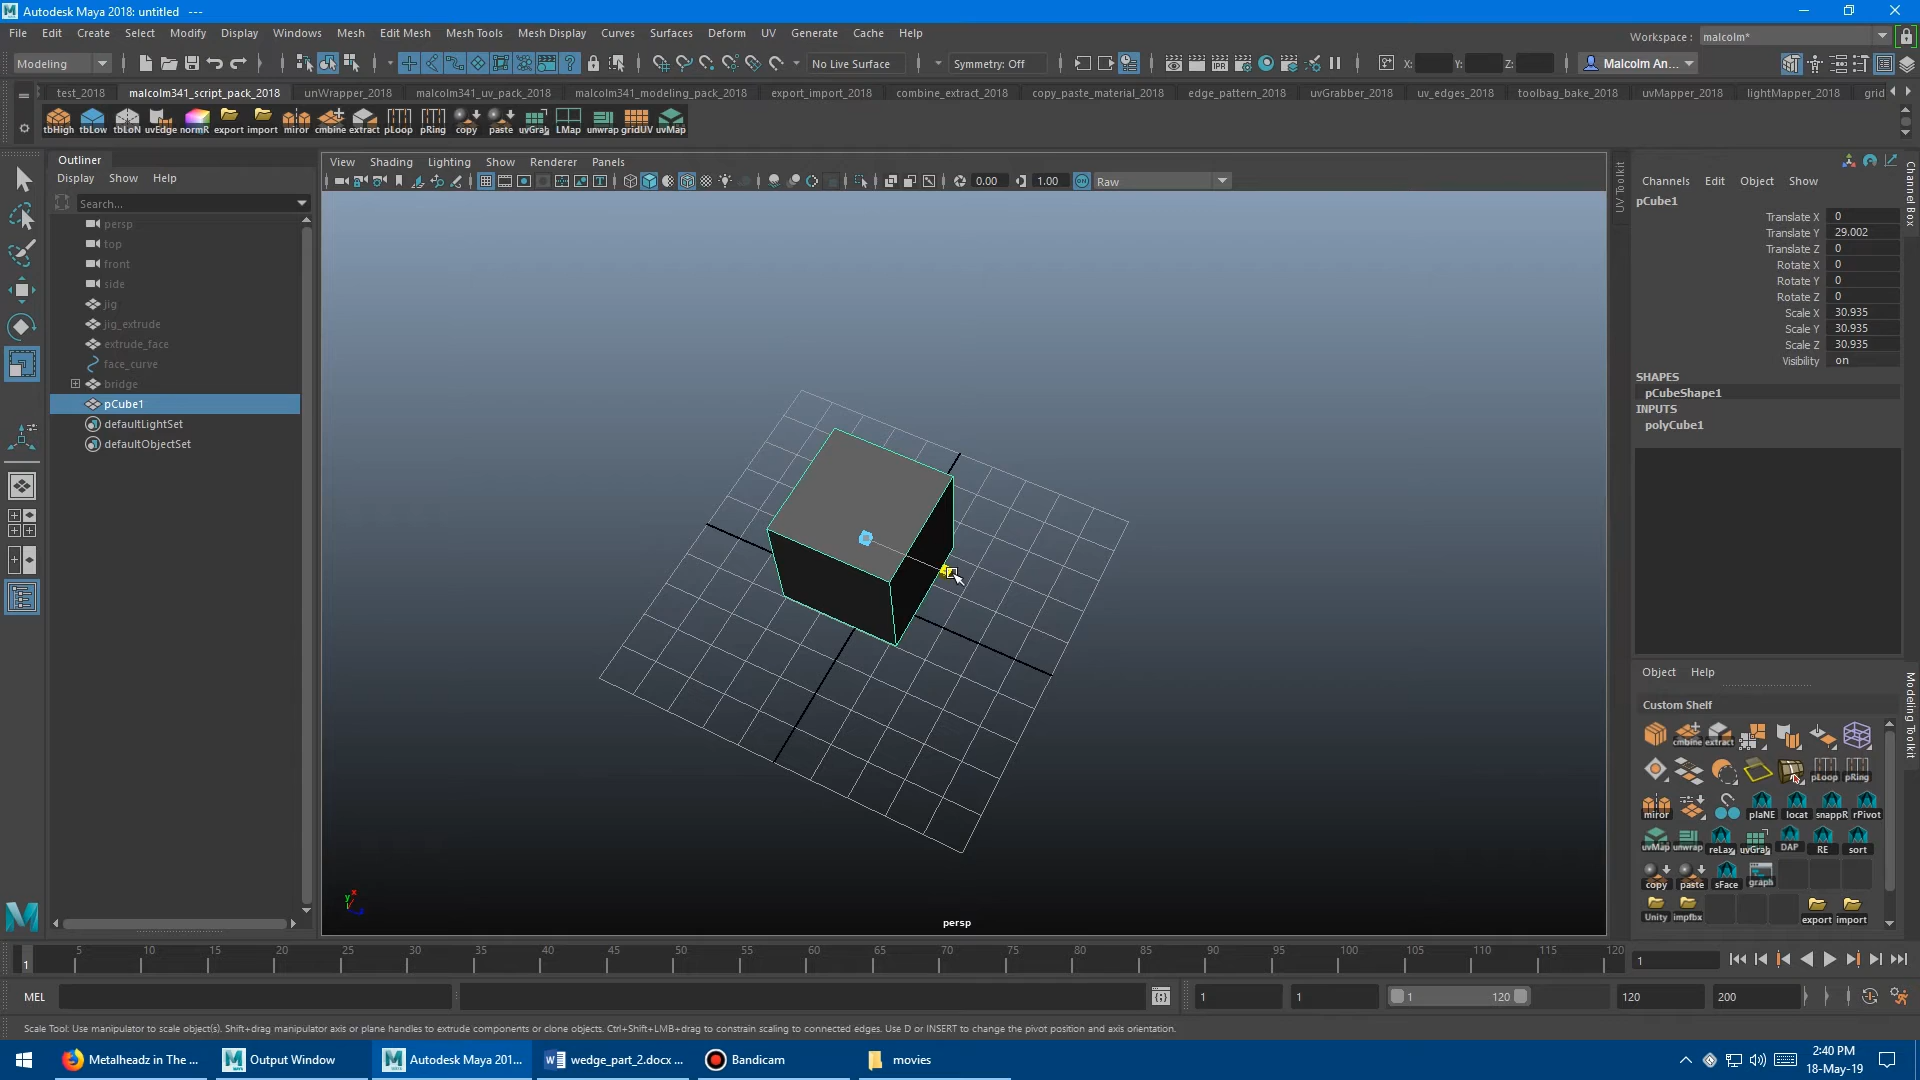 Autodesk Maya 2018: untitled   ---
File Edit Create Select Modify Display Windows Mesh Edit Mesh Mesh Tools Mesh Display Curves Surfaces Deform UV Generate Cache Help
Workspace : malcolm*
Modeling No Live Surface Symmetry: Off X: Y: Z: Malcolm An...
test_2018 malcolm341_script_pack_2018 unWrapper_2018 malcolm341_uv_pack_2018 malcolm341_modeling_pack_2018 export_import_2018 combine_extract_2018 copy_paste_material_2018 edge_pattern_2018 uvGrabber_2018 uv_edges_2018 toolbag_bake_2018 uvMapper_2018 lightMapper_2018 grid
tbHigh tbLow tbLoN uvEdge normR export import miror cmbine extract pLoop pRing copy paste uvGrab LMap unwrap gridUV uvMap
Outliner
Display Show Help
Search...
persp
top
front
side
jig
jig_extrude
extrude_face
face_curve
bridge
pCube1
defaultLightSet
defaultObjectSet
View Shading Lighting Show Renderer Panels
0.00 1.00 Raw
y x z
persp
UV Toolkit
Channels Edit Object Show
pCube1
Translate X 0
Translate Y 29.002
Translate Z 0
Rotate X 0
Rotate Y 0
Rotate Z 0
Scale X 30.935
Scale Y 30.935
Scale Z 30.935
Visibility on
SHAPES
pCubeShape1
INPUTS
polyCube1
Channel Box
Object Help
Custom Shelf
cmbine extract
pLoop pRing
miror plaNE locat snappR rPivot
uvMap unwrap relax uvGrab DAP RE sort
copy paste sFace graph
Unity impfbx export import
Modeling Toolkit
1 5 10 15 20 25 30 35 40 45 50 55 60 65 70 75 80 85 90 95 100 105 110 115 120 1
MEL 1 1 1 120 120 200
Scale Tool: Use manipulator to scale object(s). Shift+drag manipulator axis or plane handles to extrude components or clone objects. Ctrl+Shift+LMB+drag to constrain scaling to connected edges. Use D or INSERT to change the pivot position and axis orientation.
Metalheadz in The ... Output Window Autodesk Maya 201... wedge_part_2.docx ... Bandicam movies
2:40 PM
18-May-19